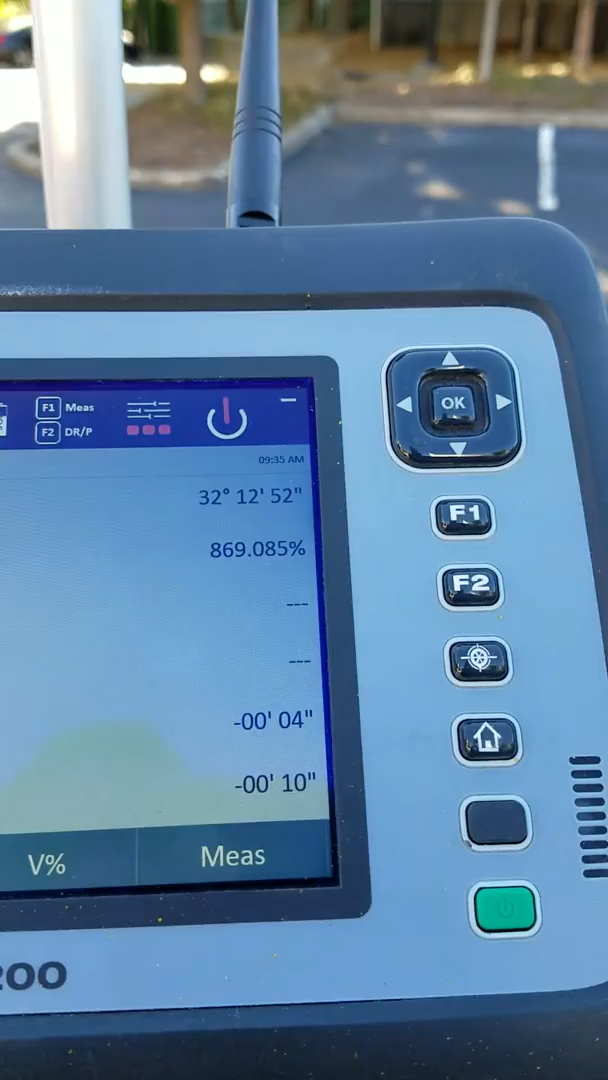 F1 Meas
F2 DR/P
09:35 AM
32° 12' 52"
869.085%
---
---
-00' 04"
-00' 10"
V% Meas
OK
F1
F2
200